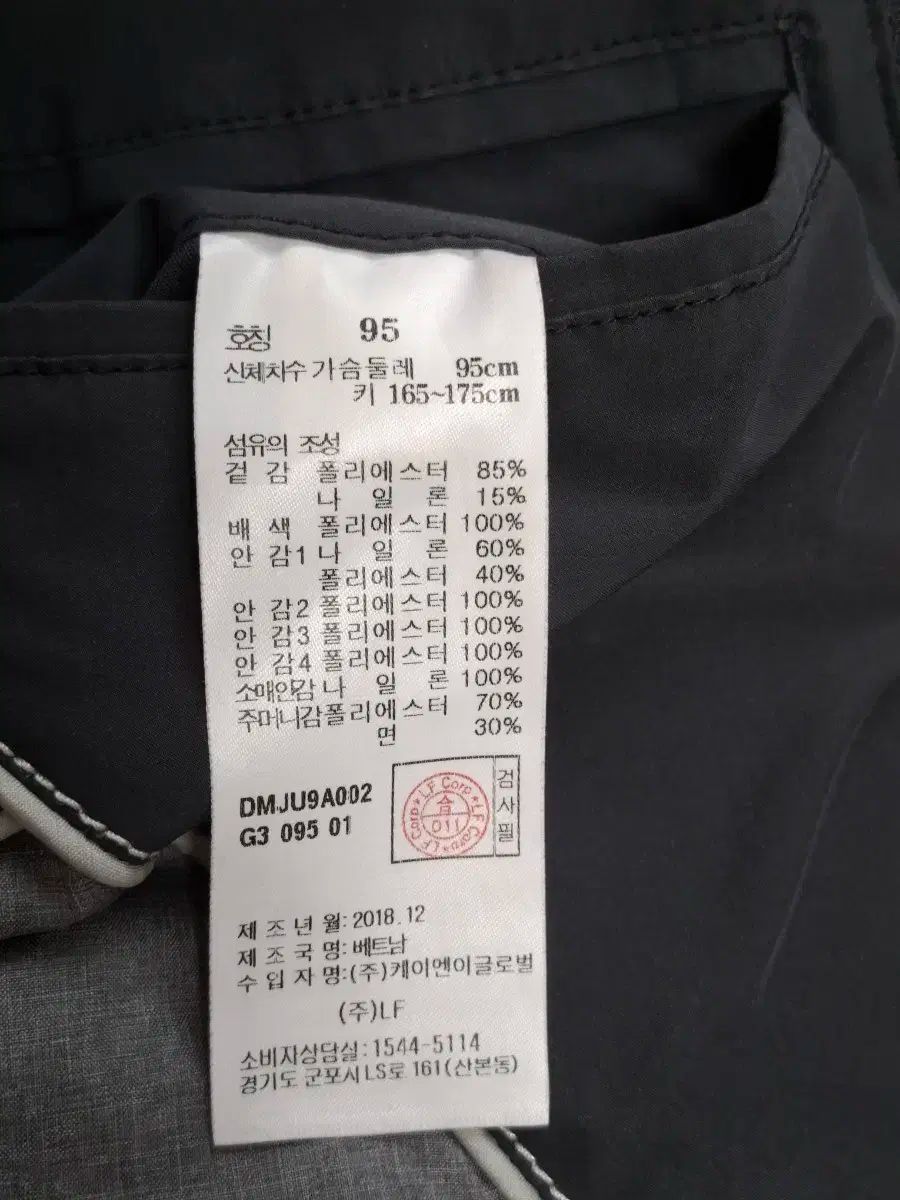 호칭 95
신체치수 가슴둘레 95cm
키 165~175cm
섬유의 조성
겉 감 폴리에스터 85%
나 일 론 15%
배 색 폴리에스터 100%
안 감1 나 일 론 60%
폴리에스터 40%
안 감2 폴리에스터 100%
안 감3 폴리에스터 100%
안 감4 폴리에스터 100%
소매안감 나 일 론 100%
주머니감 폴리에스터 70%
면 30%
DMJU9A002
G3 095 01
LF Corp★LF Corp★LF Corp★
합
011
검사필
제 조 년 월: 2018.12
제 조 국 명: 베트남
수 입 자 명:(주)케이엔이글로벌
(주)LF
소비자상담실:1544-5114
경기도 군포시 LS로 161(산본동)